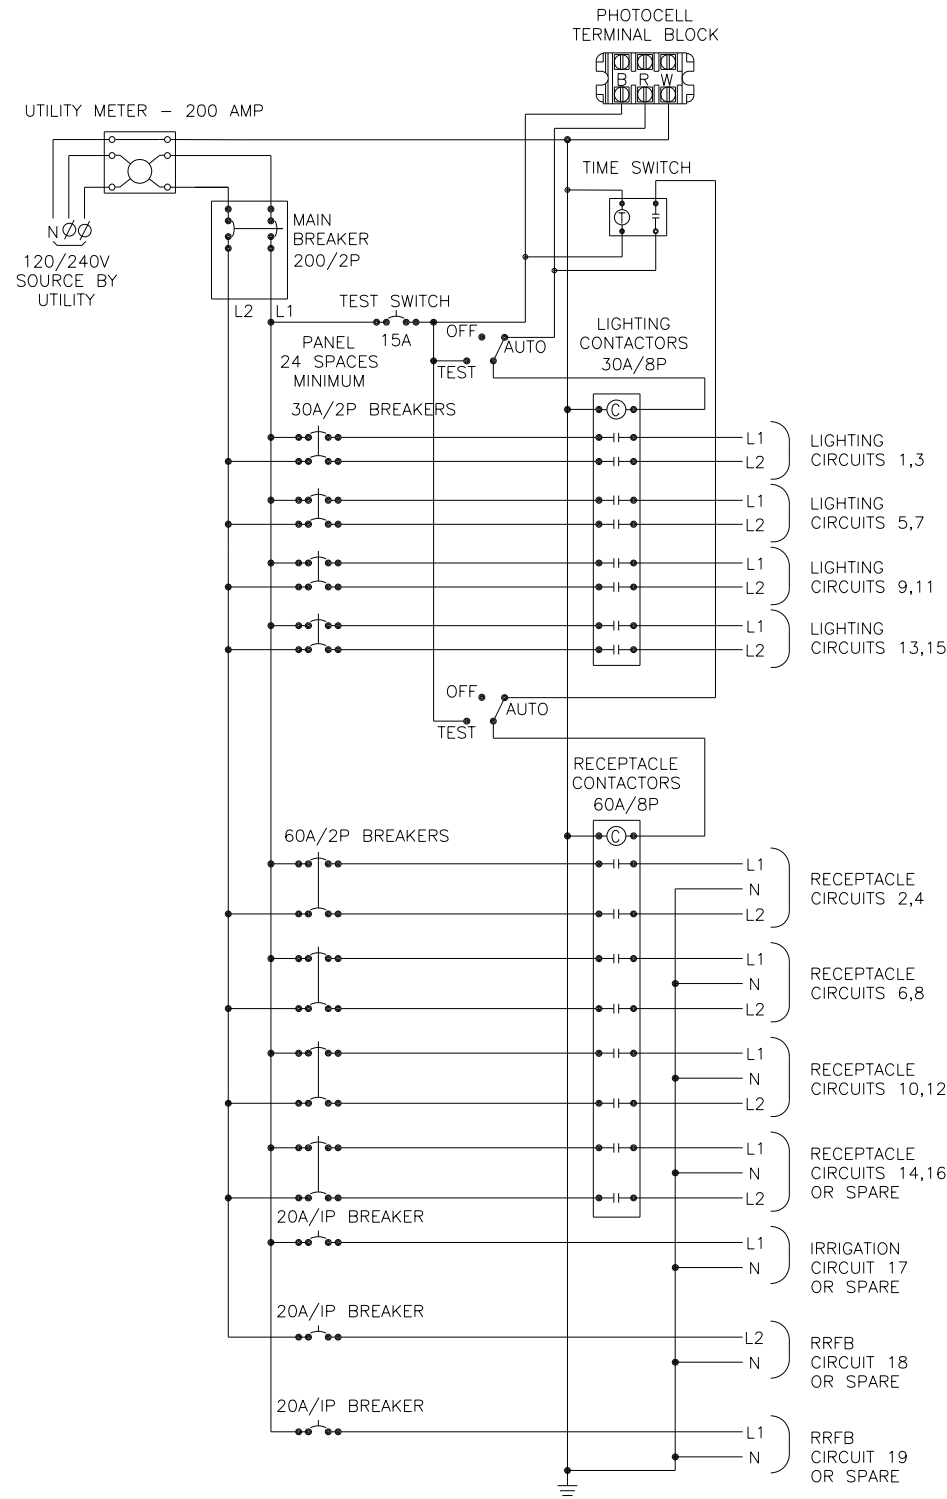 PHOTOCELL
TERMINAL BLOCK
B R W
UTILITY METER – 200 AMP
TIME SWITCH
T
N
MAIN
BREAKER
200/2P
120/240V
SOURCE BY
UTILITY
L2 L1
TEST SWITCH
15A
OFF
AUTO
TEST
LIGHTING
CONTACTORS
30A/8P
PANEL
24 SPACES
MINIMUM
30A/2P BREAKERS
C
L1
L2
LIGHTING
CIRCUITS 1,3
L1
L2
LIGHTING
CIRCUITS 5,7
L1
L2
LIGHTING
CIRCUITS 9,11
L1
L2
LIGHTING
CIRCUITS 13,15
OFF
AUTO
TEST
RECEPTACLE
CONTACTORS
60A/8P
60A/2P BREAKERS
C
L1
N
L2
RECEPTACLE
CIRCUITS 2,4
L1
N
L2
RECEPTACLE
CIRCUITS 6,8
L1
N
L2
RECEPTACLE
CIRCUITS 10,12
L1
N
L2
RECEPTACLE
CIRCUITS 14,16
OR SPARE
20A/IP BREAKER
L1
N
IRRIGATION
CIRCUIT 17
OR SPARE
20A/IP BREAKER
L2
N
RRFB
CIRCUIT 18
OR SPARE
20A/IP BREAKER
L1
N
RRFB
CIRCUIT 19
OR SPARE